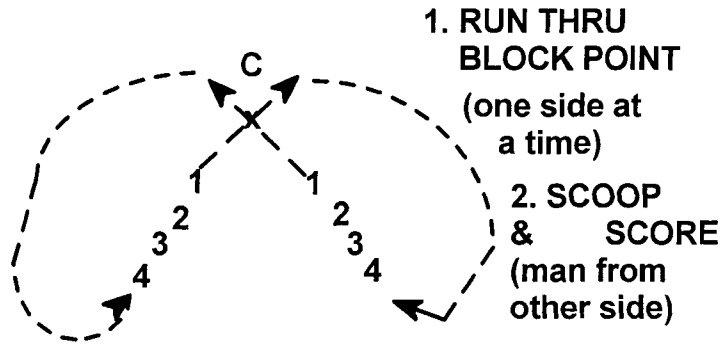 1. RUN THRU
BLOCK POINT
(one side at
a time)
C
x
1 1
2 2
3 3
4 4
2. SCOOP
& SCORE
(man from
other side)